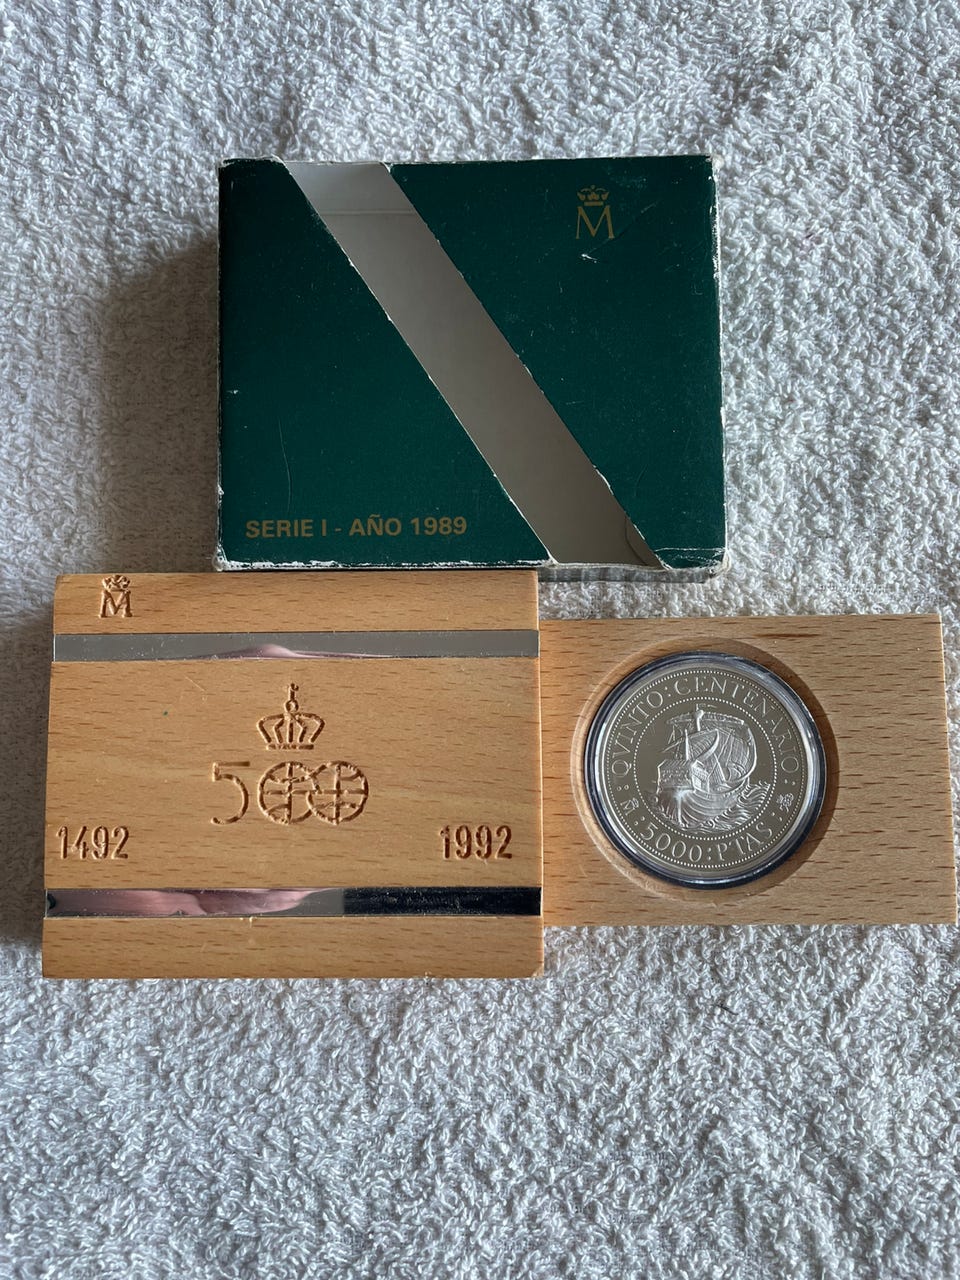 M
SERIE I - AÑO 1989
M
500
1492
1992
QVINTO·CENTENARIO
M
5000·PTAS